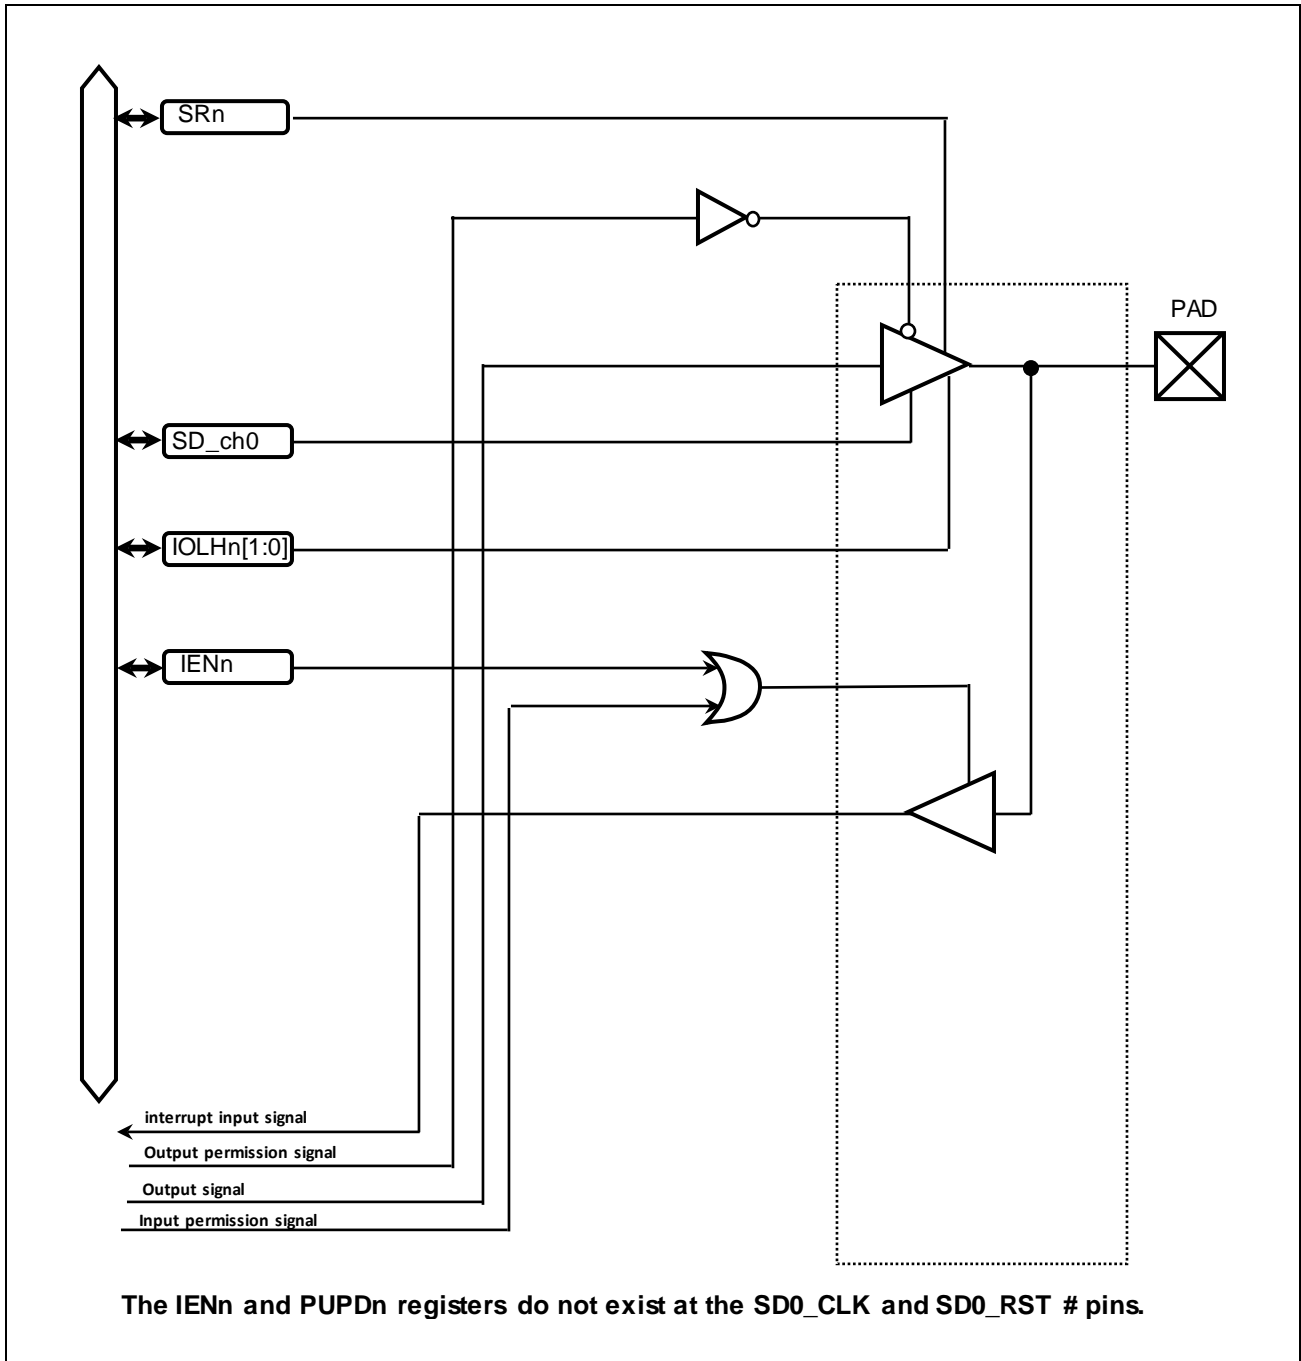 SRn
PAD
SD_ch0
IOLHn[1:0]
IENn
interrupt input signal
Output permission signal
Output signal
Input permission signal
The IENn and PUPDn registers do not exist at the SD0_CLK and SD0_RST # pins.